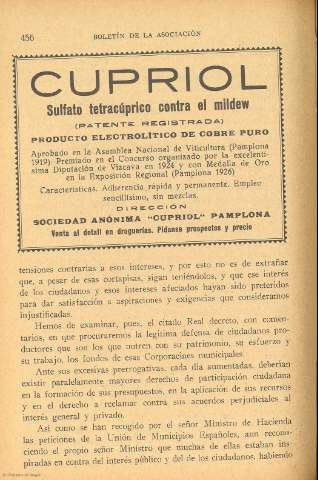 456
BOLETÍN DE LA ASOCIACIÓN
CUPRIOL
Sulfato tetracúprico contra el mildew
(PATENTE REGISTRADA)
PRODUCTO ELECTROLÍTICO DE COBRE PURO
Aprobado en la Asamblea Nacional de Viticultura (Pamplona
1919) Premiado en el Concurso organizado por la excelentí-
sima Diputación de Vizcaya en 1924 y con Medalla de Oro
en la Exposición Regional (Pamplona 1926)
Características. Adherencia rápida y permanente. Empleo
sencillísimo, sin mezclas.
DIRECCIÓN
SOCIEDAD ANÓNIMA "CUPRIOL" PAMPLONA
Venta al detall en droguerías. Pídanse prospectos y precio
tensiones contrarias a esos intereses, y por esto no es de extrañar
que, a pesar de esas cortapisas, sigan teniéndolos, y que ese interés
de los ciudadanos y esos intereses afectados hayan sido preteridos
para dar satisfacción a aspiraciones y exigencias que consideramos
injustificadas.
Hemos de examinar, pues, el citado Real decreto, con comen-
tarios, en que procuraremos la legítima defensa de ciudadanos pro-
ductores que son los que nutren con su patrimonio, su esfuerzo y
su trabajo, los fondos de esas Corporaciones municipales.
Ante sus excesivas prerrogativas, cada día aumentadas, deberían
existir paralelamente mayores derechos de participación ciudadana
en la formación de sus presupuestos, en la aplicación de sus recursos
y en el derecho a reclamar contra sus acuerdos perjudiciales al
interés general y privado.
Así como se han recogido por el señor Ministro de Hacienda
las peticiones de la Unión de Municipios Españoles, aun recono-
ciendo el propio señor Ministro que muchas de ellas estaban ins-
piradas en contra del interés público y del de los ciudadanos, habiendo